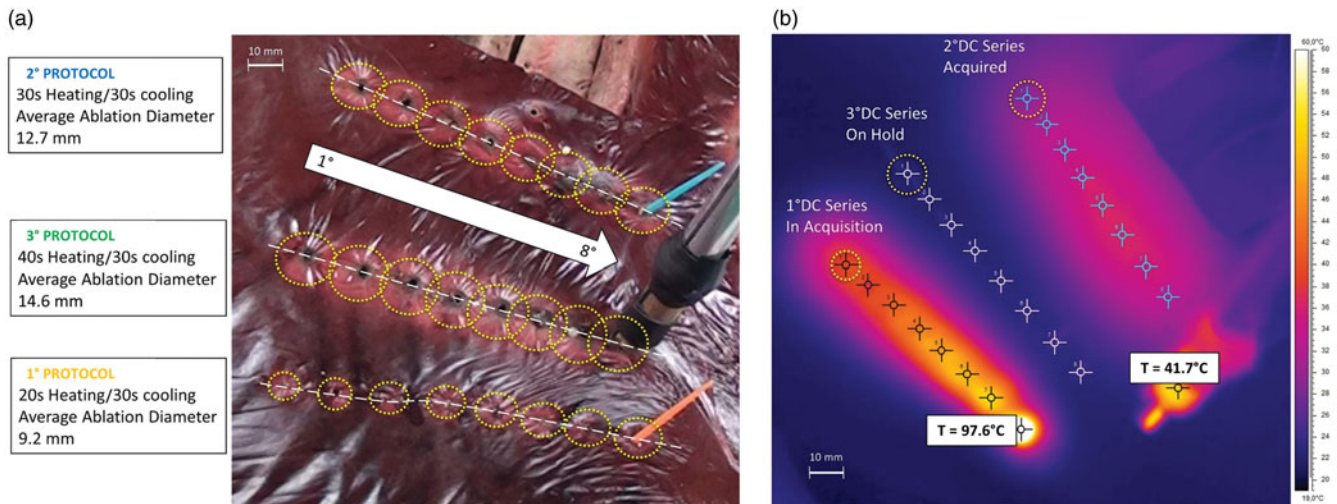 (a)
2° PROTOCOL
30s Heating/30s cooling
Average Ablation Diameter
12.7 mm
3° PROTOCOL
40s Heating/30s cooling
Average Ablation Diameter
14.6 mm
1° PROTOCOL
20s Heating/30s cooling
Average Ablation Diameter
9.2 mm
10 mm
1°
8°
(b)
2°DC Series
Acquired
3°DC Series
On Hold
1°DC Series
In Acquisition
T = 41.7°C
T = 97.6°C
10 mm
60,0°C
60
58
56
54
52
50
48
46
44
42
40
38
36
34
32
30
28
26
24
22
20
19,0°C